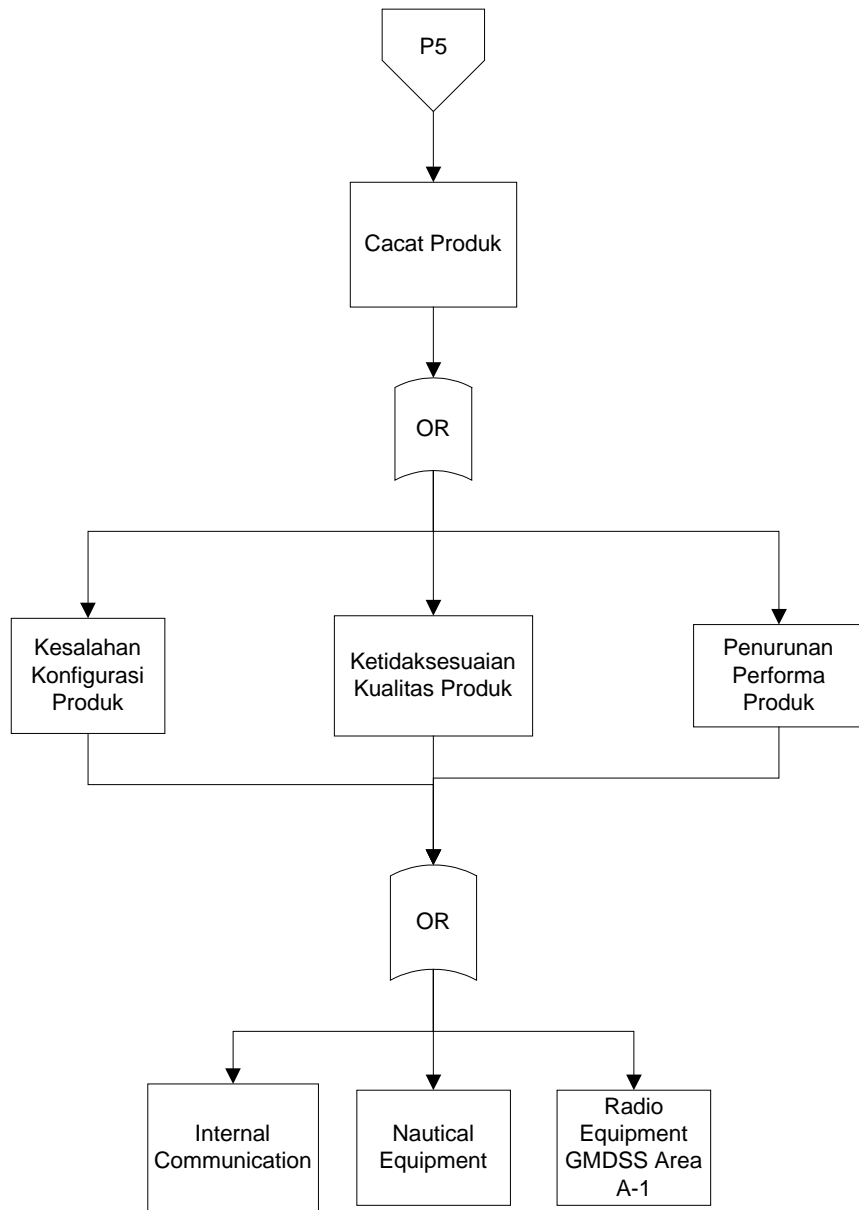 P5
Cacat Produk
OR
Kesalahan
Konfigurasi
Produk
Ketidaksesuaian
Kualitas Produk
Penurunan
Performa
Produk
OR
Internal
Communication
Nautical
Equipment
Radio
Equipment
GMDSS Area
A-1